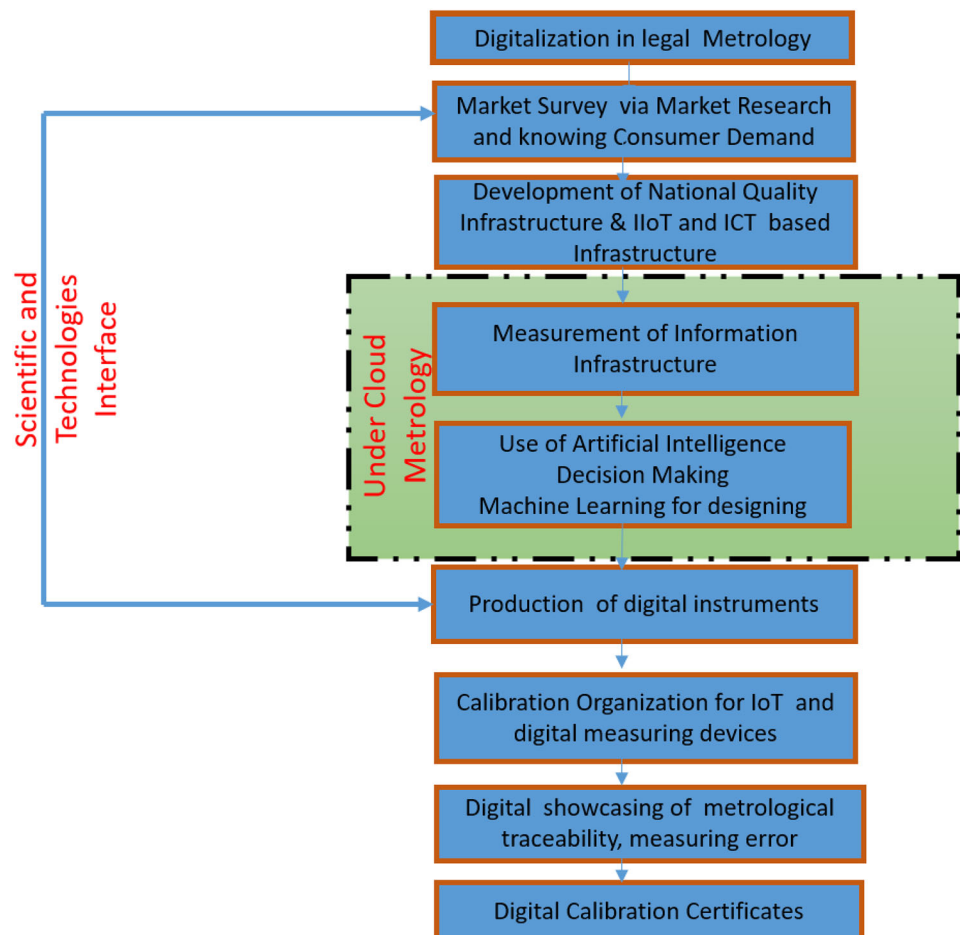 Digitalization in legal Metrology
Market Survey via Market Research
and knowing Consumer Demand
Development of National Quality
Infrastructure & IIoT and ICT based
Infrastructure
Scientific and
Technologies
Interface
Under Cloud
Metrology
Measurement of Information
Infrastructure
Use of Artificial Intelligence
Decision Making
Machine Learning for designing
Production of digital instruments
Calibration Organization for IoT and
digital measuring devices
Digital showcasing of metrological
traceability, measuring error
Digital Calibration Certificates